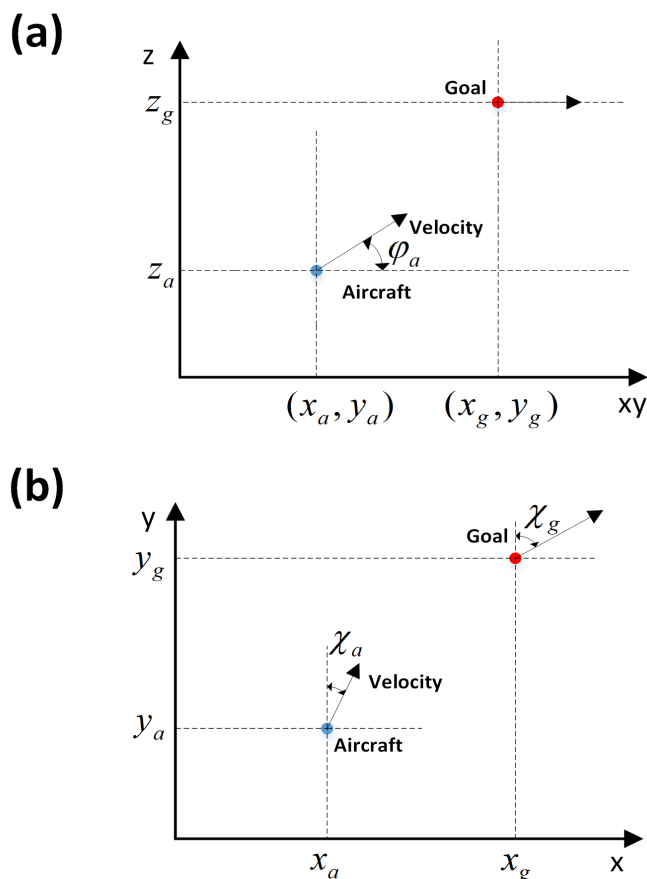 (a)
z
z_g
Goal
Velocity
φ_a
z_a
Aircraft
(x_a, y_a)
(x_g, y_g)
xy
(b)
y
χ_g
Goal
y_g
χ_a
Velocity
y_a
Aircraft
x_a
x_g
x